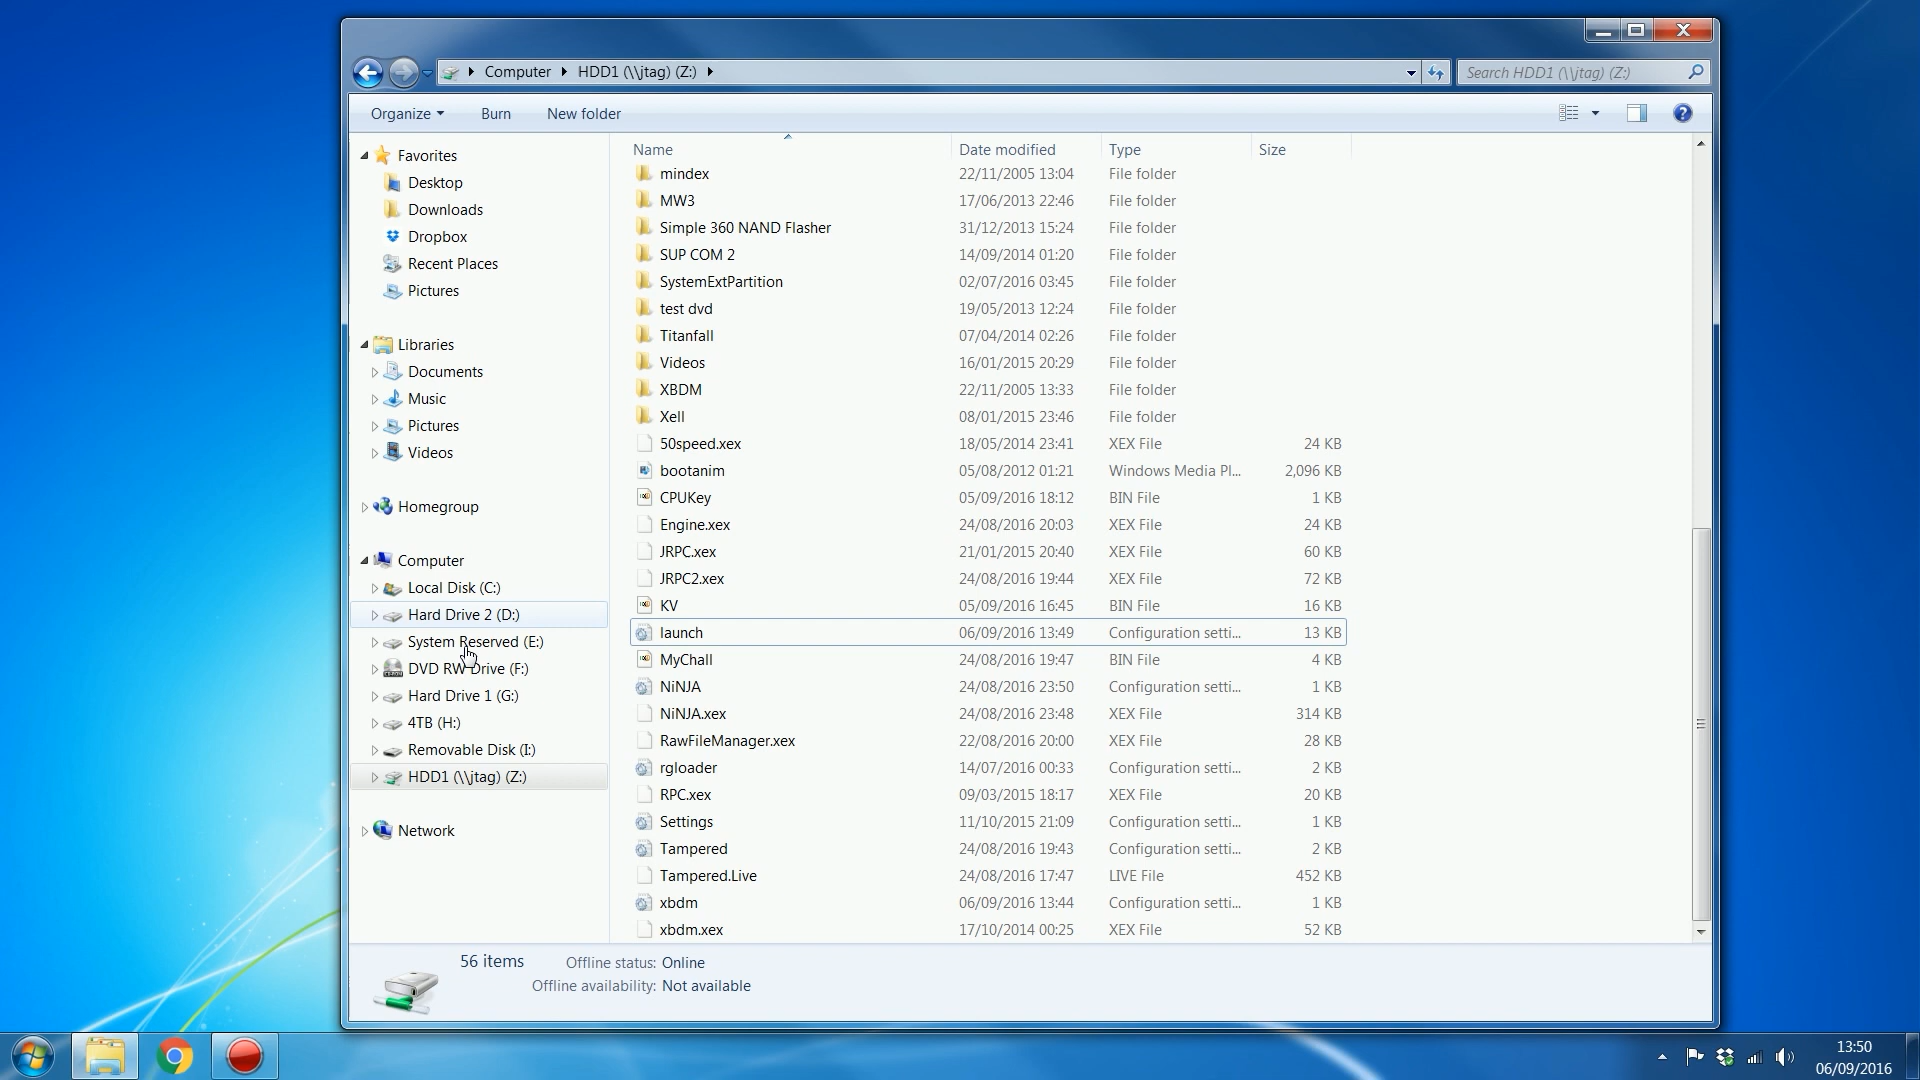 Computer HDD1 (\\jtag) (Z:) Search HDD1 (\\jtag) (Z:)
Organize Burn New folder
Favorites
Desktop
Downloads
Dropbox
Recent Places
Pictures
Libraries
Documents
Music
Pictures
Videos
Homegroup
Computer
Local Disk (C:)
Hard Drive 2 (D:)
System Reserved (E:)
DVD RW Drive (F:)
Hard Drive 1 (G:)
4TB (H:)
Removable Disk (I:)
HDD1 (\\jtag) (Z:)
Network
Name Date modified Type Size
mindex 22/11/2005 13:04 File folder
MW3 17/06/2013 22:46 File folder
Simple 360 NAND Flasher 31/12/2013 15:24 File folder
SUP COM 2 14/09/2014 01:20 File folder
SystemExtPartition 02/07/2016 03:45 File folder
test dvd 19/05/2013 12:24 File folder
Titanfall 07/04/2014 02:26 File folder
Videos 16/01/2015 20:29 File folder
XBDM 22/11/2005 13:33 File folder
Xell 08/01/2015 23:46 File folder
50speed.xex 18/05/2014 23:41 XEX File 24 KB
bootanim 05/08/2012 01:21 Windows Media Pl... 2,096 KB
CPUKey 05/09/2016 18:12 BIN File 1 KB
Engine.xex 24/08/2016 20:03 XEX File 24 KB
JRPC.xex 21/01/2015 20:40 XEX File 60 KB
JRPC2.xex 24/08/2016 19:44 XEX File 72 KB
KV 05/09/2016 16:45 BIN File 16 KB
launch 06/09/2016 13:49 Configuration setti... 13 KB
MyChall 24/08/2016 19:47 BIN File 4 KB
NiNJA 24/08/2016 23:50 Configuration setti... 1 KB
NiNJA.xex 24/08/2016 23:48 XEX File 314 KB
RawFileManager.xex 22/08/2016 20:00 XEX File 28 KB
rgloader 14/07/2016 00:33 Configuration setti... 2 KB
RPC.xex 09/03/2015 18:17 XEX File 20 KB
Settings 11/10/2015 21:09 Configuration setti... 1 KB
Tampered 24/08/2016 19:43 Configuration setti... 2 KB
Tampered.Live 24/08/2016 17:47 LIVE File 452 KB
xbdm 06/09/2016 13:44 Configuration setti... 1 KB
xbdm.xex 17/10/2014 00:25 XEX File 52 KB
56 items Offline status: Online
Offline availability: Not available
13:50
06/09/2016